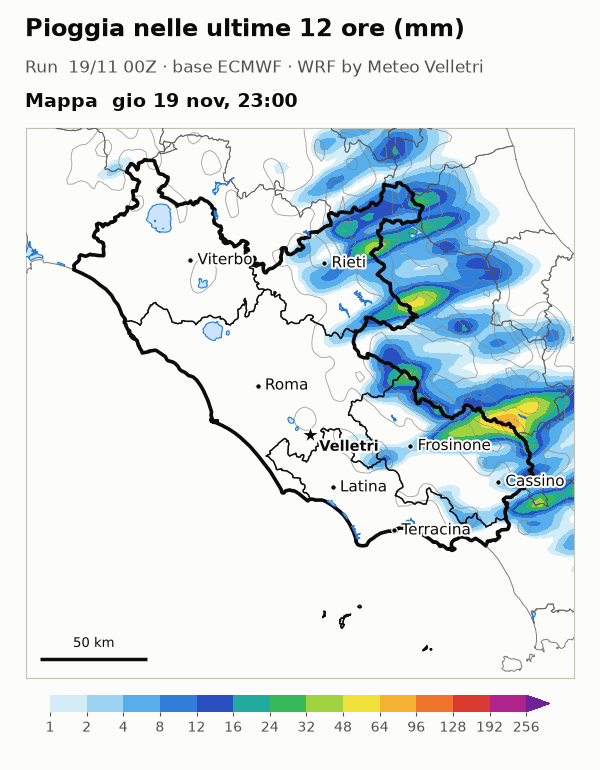 Pioggia nelle ultime 12 ore (mm)
Run  19/11 00Z · base ECMWF · WRF by Meteo Velletri
Mappa  gio 19 nov, 23:00
Viterbo
Rieti
Roma
Velletri
Frosinone
Cassino
Latina
Terracina
50 km
1 2 4 8 12 16 24 32 48 64 96 128 192 256